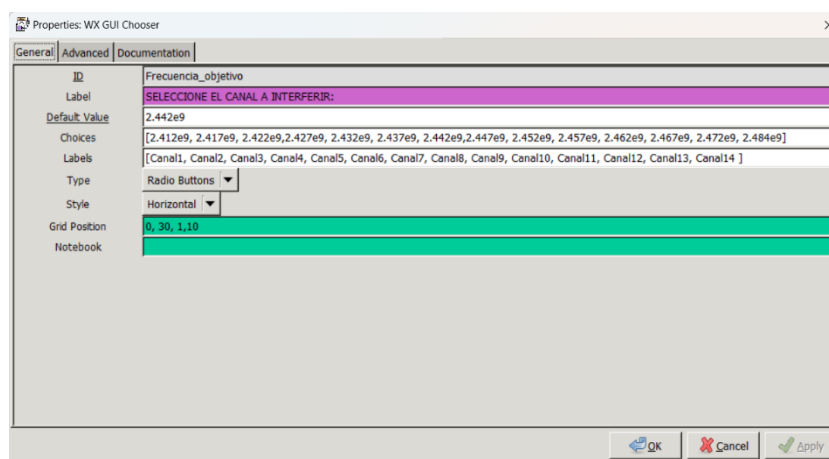 Properties: WX GUI Chooser
General Advanced Documentation
ID Frecuencia_objetivo
Label SELECCIONE EL CANAL A INTERFERIR:
Default Value 2.442e9
Choices [2.412e9, 2.417e9, 2.422e9,2.427e9, 2.432e9, 2.437e9, 2.442e9,2.447e9, 2.452e9, 2.457e9, 2.462e9, 2.467e9, 2.472e9, 2.484e9]
Labels [Canal1, Canal2, Canal3, Canal4, Canal5, Canal6, Canal7, Canal8, Canal9, Canal10, Canal11, Canal12, Canal13, Canal14 ]
Type Radio Buttons
Style Horizontal
Grid Position 0, 30, 1,10
Notebook
OK Cancel Apply